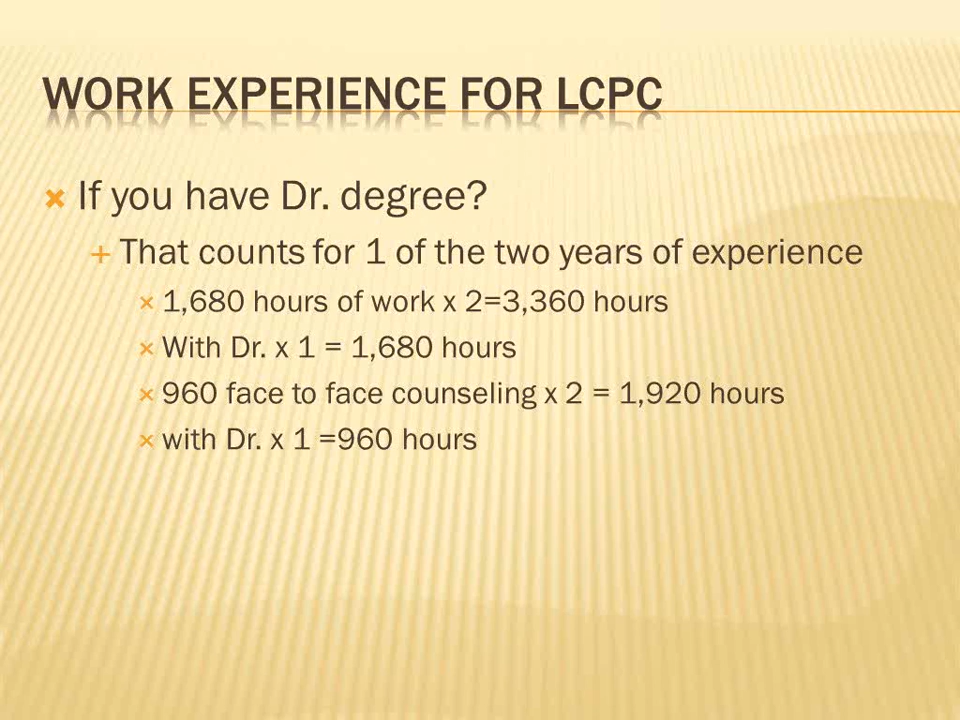 WORK EXPERIENCE FOR LCPC
If you have Dr. degree?
That counts for 1 of the two years of experience
1,680 hours of work x 2=3,360 hours
With Dr. x 1 = 1,680 hours
960 face to face counseling x 2 = 1,920 hours
with Dr. x 1 =960 hours